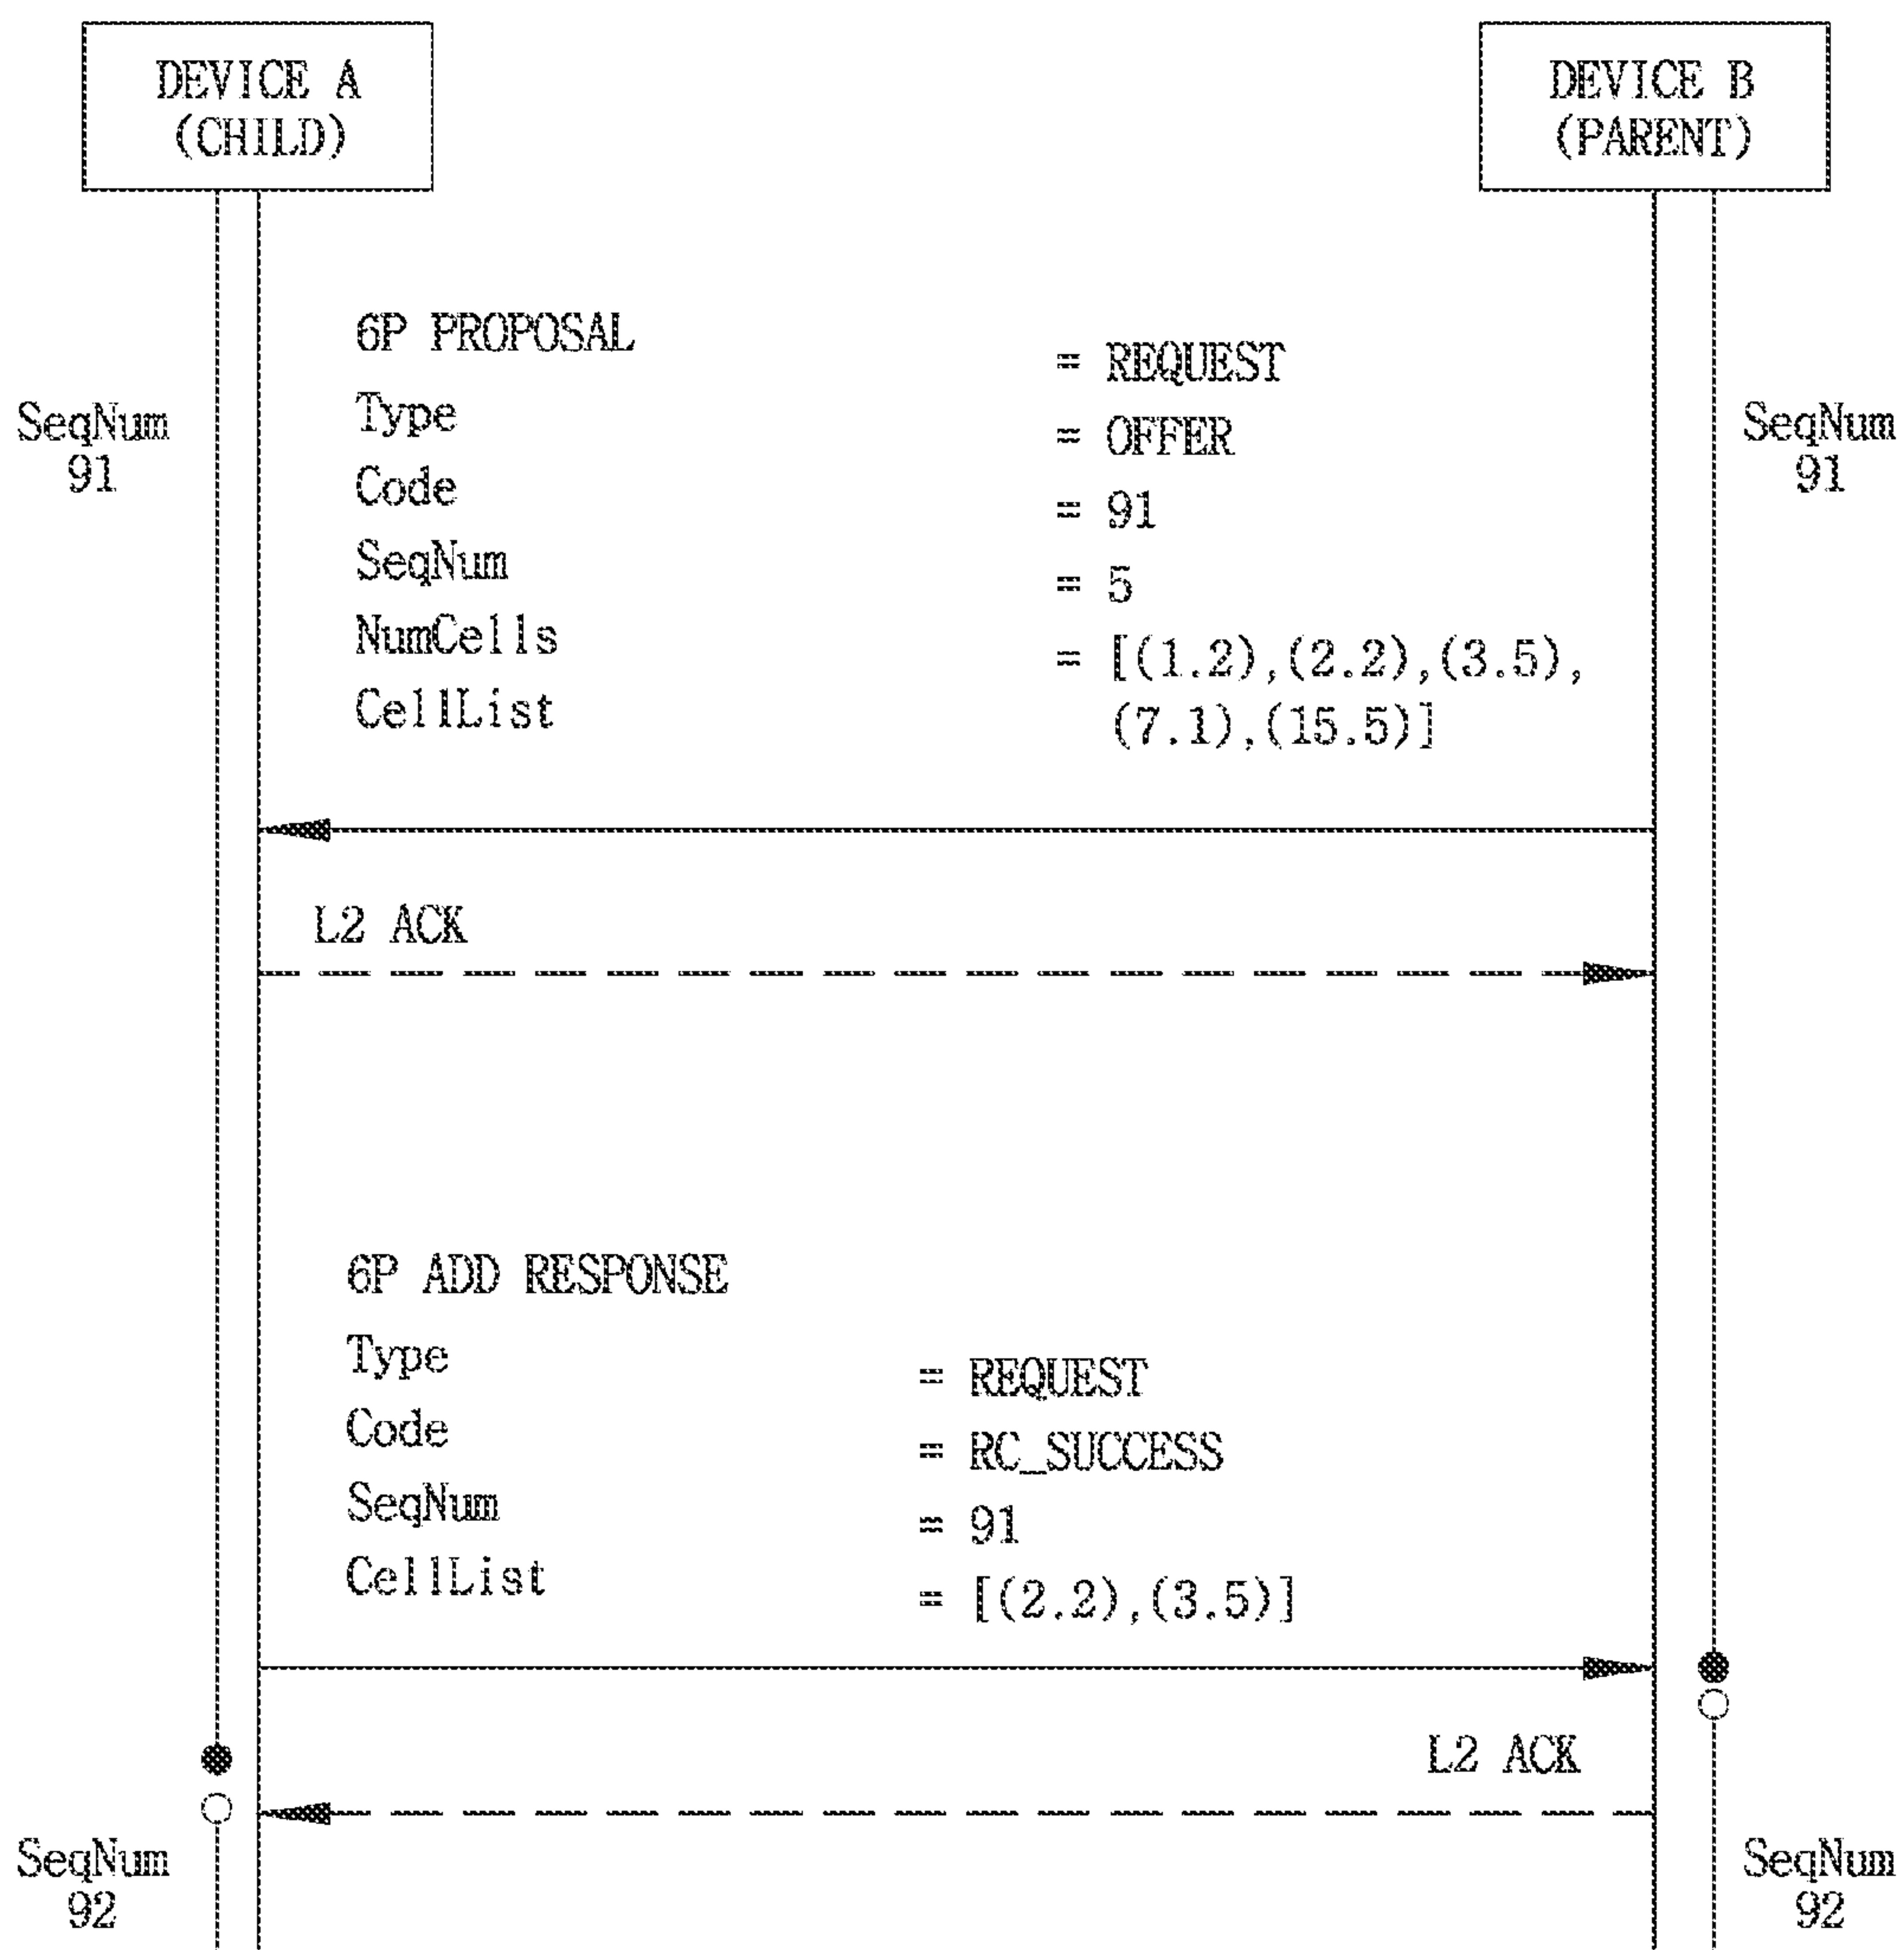 DEVICE A
(CHILD)
DEVICE B
(PARENT)
6P PROPOSAL
Type = REQUEST
Code = OFFER
SeqNum = 91
NumCells = 5
CellList = [(1.2),(2.2),(3.5),
(7.1),(15.5)]
SeqNum
91
SeqNum
91
L2 ACK
6P ADD RESPONSE
Type = REQUEST
Code = RC_SUCCESS
SeqNum = 91
CellList = [(2.2),(3.5)]
L2 ACK
SeqNum
92
SeqNum
92